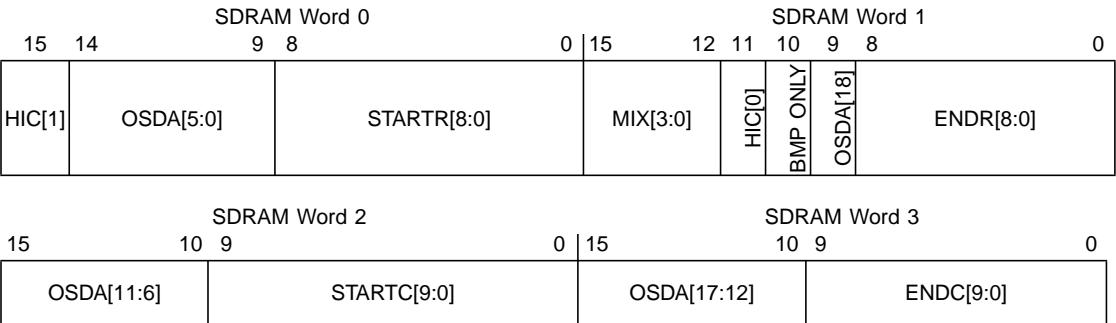 SDRAM Word 0 SDRAM Word 1
15 14 9 8 0 15 12 11 10 9 8 0
HIC[1] OSDA[5:0] STARTR[8:0] MIX[3:0] HIC[0] BMP ONLY OSDA[18] ENDR[8:0]
SDRAM Word 2 SDRAM Word 3
15 10 9 0 15 10 9 0
OSDA[11:6] STARTC[9:0] OSDA[17:12] ENDC[9:0]